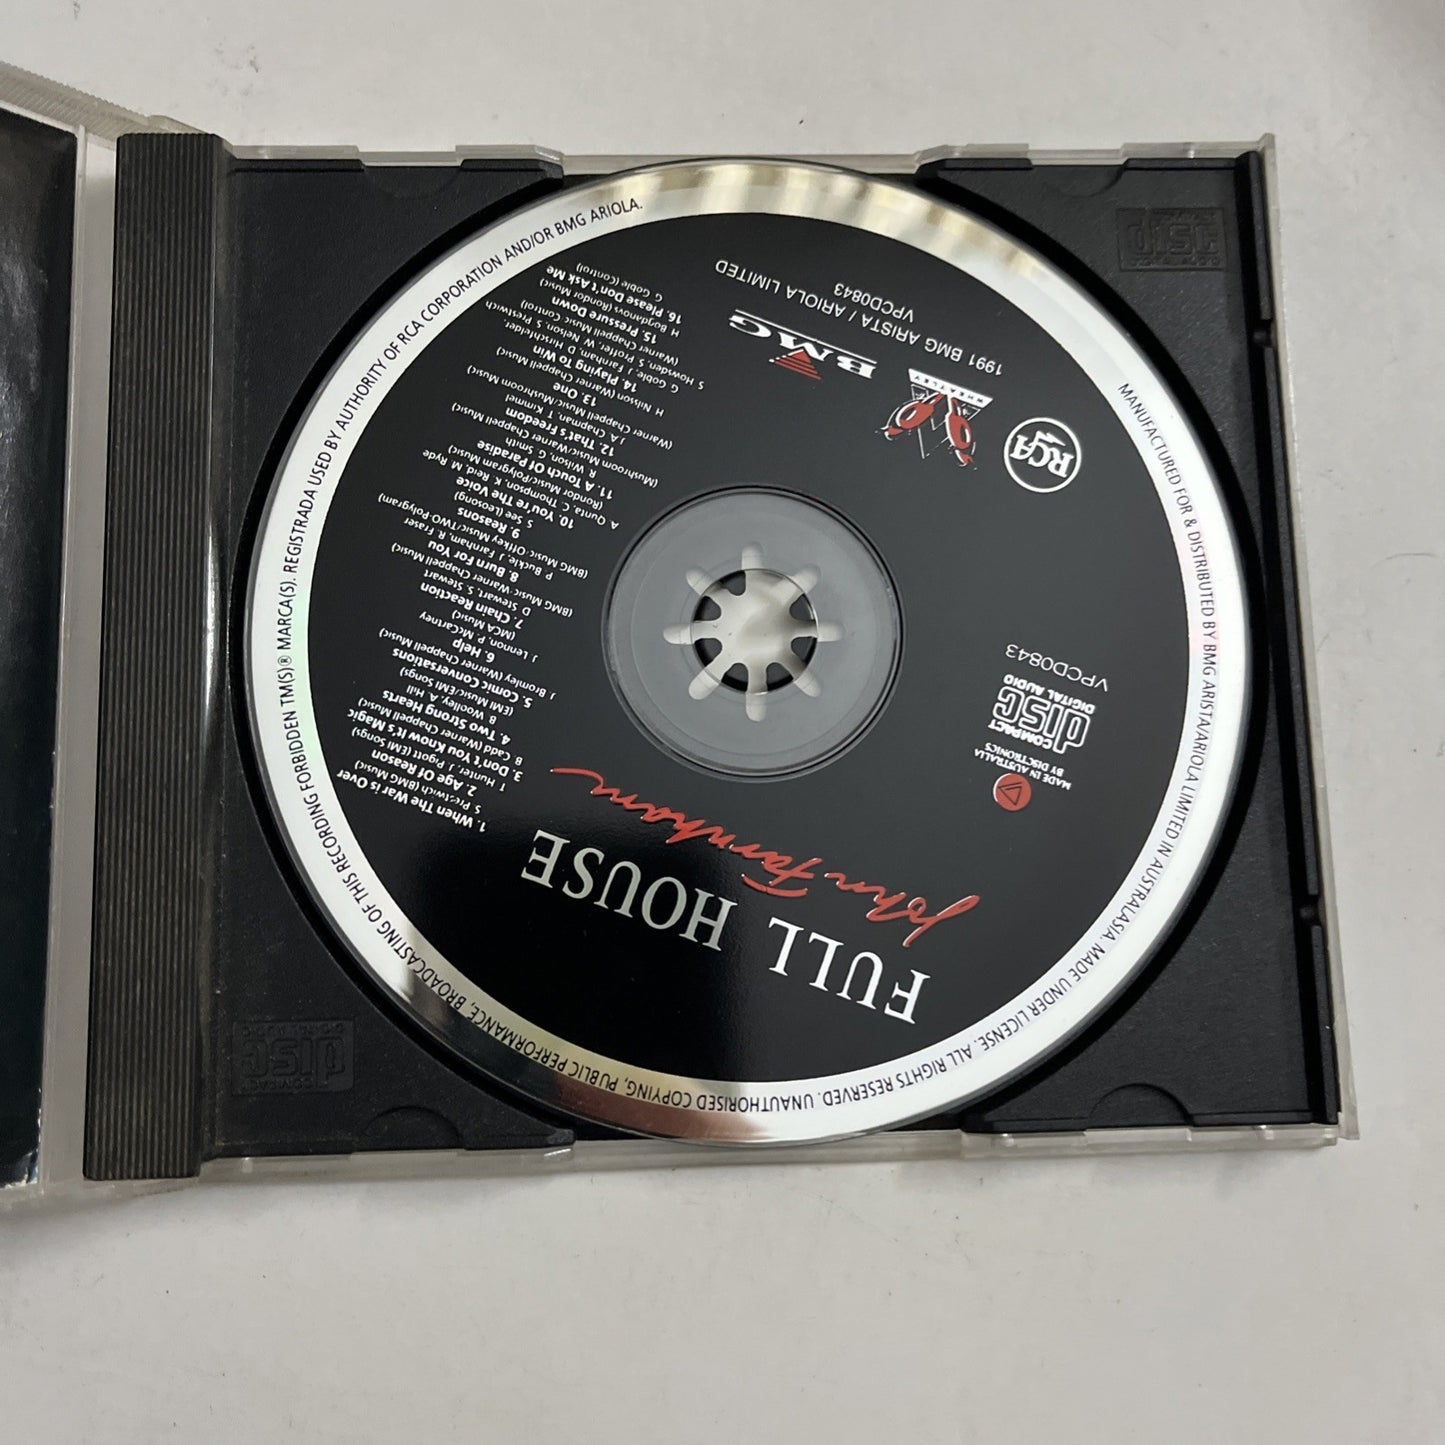 FULL HOUSE
John Farnham
1. When The War is Over
S. Prestwich (BMG Music)
2. Age Of Reason
T. Hunter, J. Pigott (EMI Songs)
3. Don't You Know It's Magic
B Cadd (Warner Chappell Music)
4. Two Strong Hearts
B Woolley, A. Hill
(EMI Music/EMI Songs)
5. Comic Conversations
J Bromley (Warner Chappell Music)
6. Help
J. Lennon, P. McCartney
(MCA Music)
7. Chain Reaction
D Stewart, S. Stewart
(BMG Music·Warner Chappell Music)
8. Burn For You
P Buckle, J. Farnham, R. Fraser
(BMG Music·Offkey Music/TWO-Polygram)
9. Reasons
S See (Leosong)
10. You're The Voice
A Qunta, C. Thompson, K. Reid, M. Ryde
(Rondor Music/Polygram Music)
11. A Touch Of Paradise
R. Wilson, G. Smith
(Mushroom Music/Warner Chappell Music)
12. That's Freedom
J.A. Chapman, T. Kimmel
(Warner Chappell Music/Mushroom Music)
13. One
H Nilson (Warner Chappell Music)
14. Playing To Win
G Goble, J. Farnham, D. Hirschfelder,
S Howsden, S. Proffer, W. Nelson, S. Prestwich
(Warner Chappell Music Control)
15. Pressure Down
H Bogdinovs (Rondor Music)
16. Please Don't Ask Me
G Goble (Control)
MADE IN AUSTRALIA
BY DISCTRONICS
COMPACT
disc
DIGITAL AUDIO
VPCD0843
RCA
WHEATLEY
BMG
1991 BMG ARISTA / ARIOLA LIMITED
VPCD0843
MANUFACTURED FOR & DISTRIBUTED BY BMG ARISTA/ARIOLA LIMITED IN AUSTRALASIA. MADE UNDER LICENSE. ALL RIGHTS RESERVED. UNAUTHORISED COPYING, PUBLIC PERFORMANCE, BROADCASTING OF THIS RECORDING FORBIDDEN TM(S)® MARCA(S). REGISTRADA USED BY AUTHORITY OF RCA CORPORATION AND/OR BMG ARIOLA.
disc
COMPACT
disc